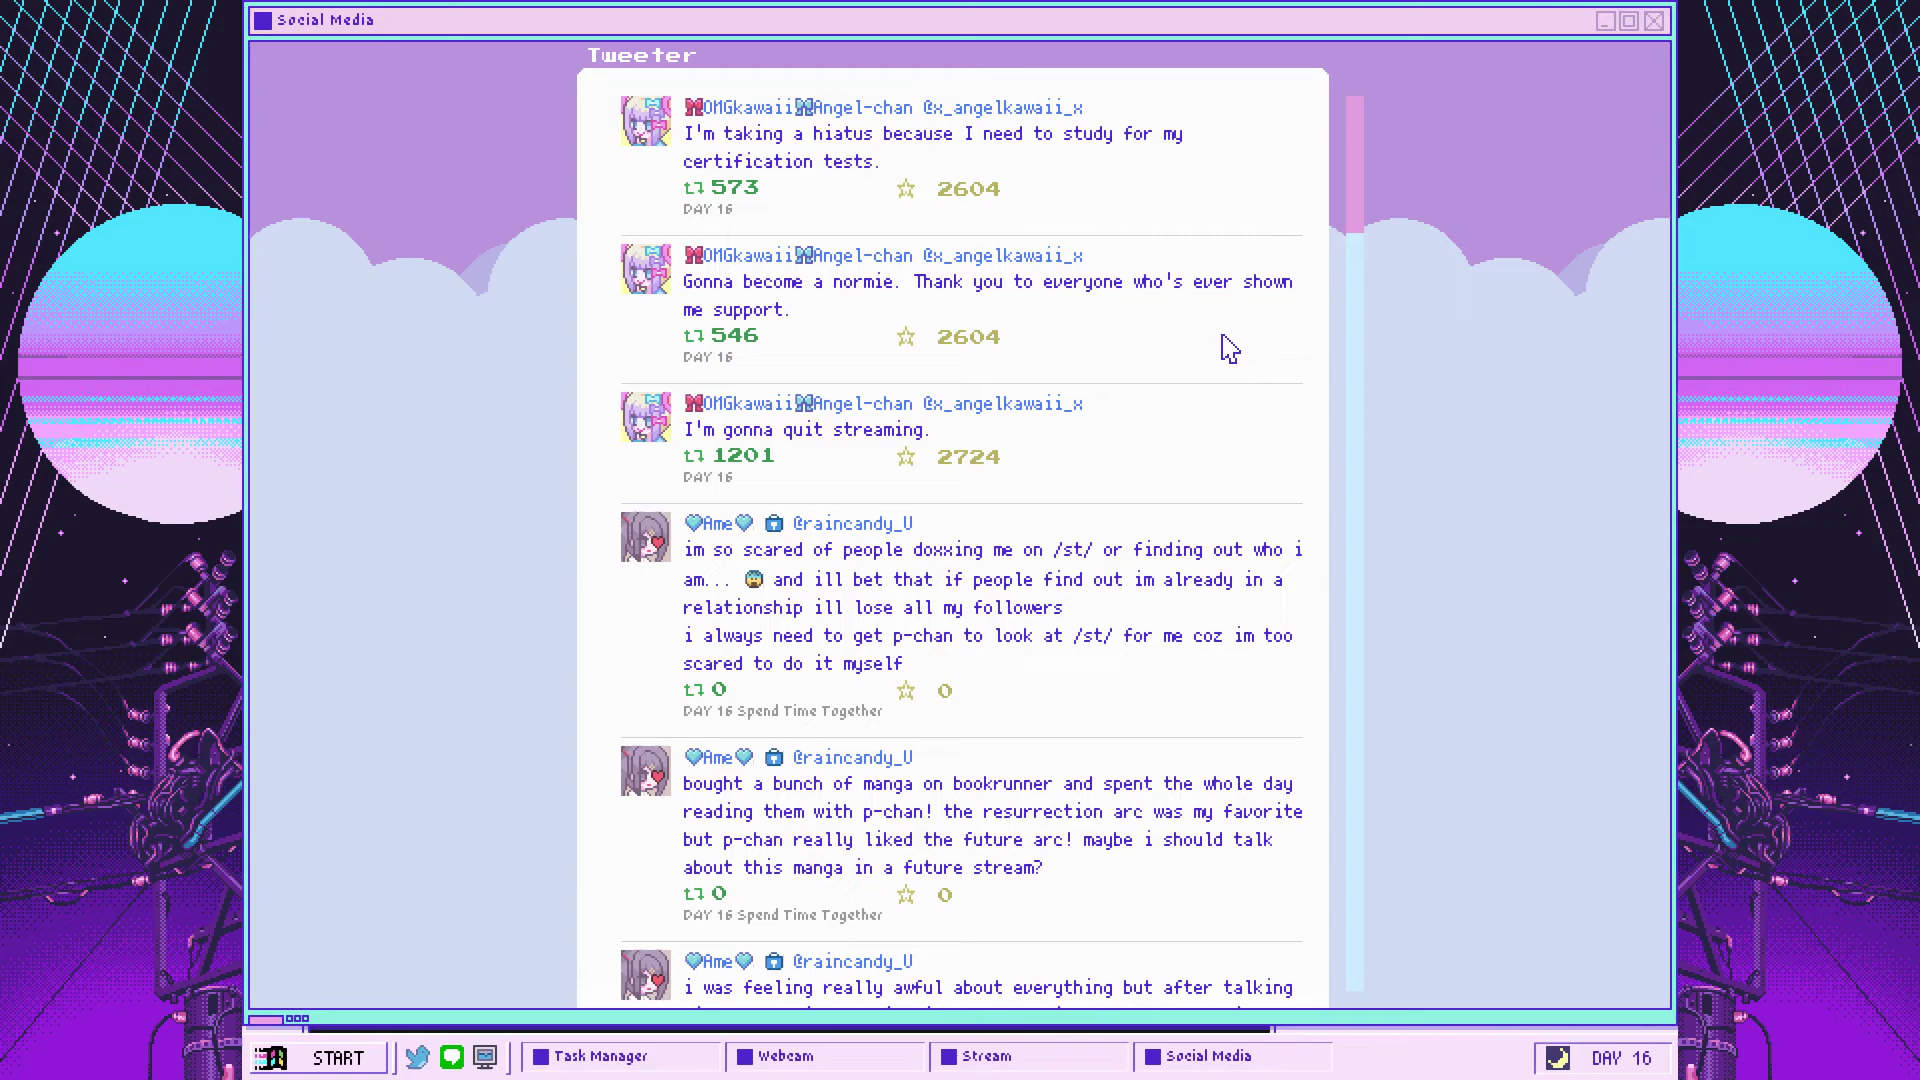 Social Media
Tweeter
OMGkawaii Angel-chan @x_angelkawaii_x
I'm taking a hiatus because I need to study for my
certification tests.
573 2604
DAY 16
OMGkawaii Angel-chan @x_angelkawaii_x
Gonna become a normie. Thank you to everyone who's ever shown
me support.
546 2604
DAY 16
OMGkawaii Angel-chan @x_angelkawaii_x
I'm gonna quit streaming.
1201 2724
DAY 16
Ame @raincandy_U
im so scared of people doxxing me on /st/ or finding out who i
am... and ill bet that if people find out im already in a
relationship ill lose all my followers
i always need to get p-chan to look at /st/ for me coz im too
scared to do it myself
0 0
DAY 16 Spend Time Together
Ame @raincandy_U
bought a bunch of manga on bookrunner and spent the whole day
reading them with p-chan! the resurrection arc was my favorite
but p-chan really liked the future arc! maybe i should talk
about this manga in a future stream?
0 0
DAY 16 Spend Time Together
Ame @raincandy_U
i was feeling really awful about everything but after talking
START
Task Manager
Webcam
Stream
Social Media
DAY 16